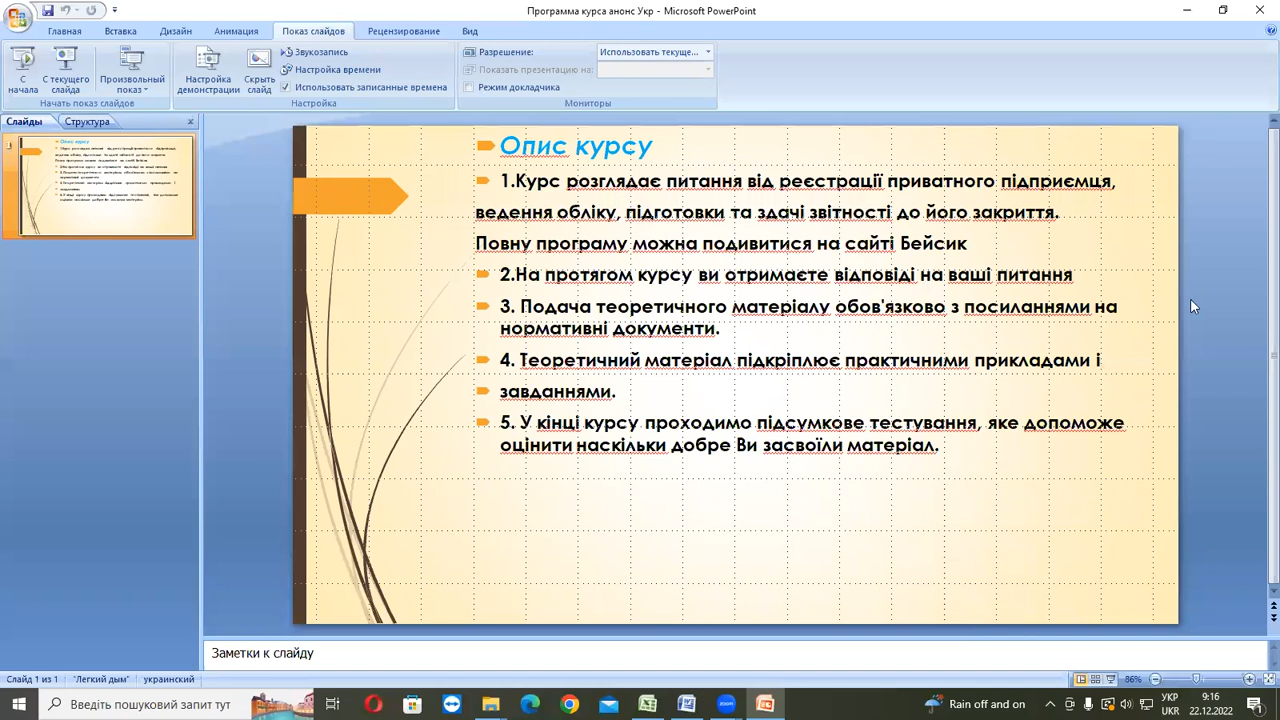 Программа курса анонс Укр - Microsoft PowerPoint
Главная Вставка Дизайн Анимация Показ слайдов Рецензирование Вид
С начала
С текущего слайда
Произвольный показ
Начать показ слайдов
Настройка демонстрации
Скрыть слайд
Звукозапись
Настройка времени
Использовать записанные времена
Настройка
Разрешение: Использовать текуще...
Показать презентацию на:
Режим докладчика
Мониторы
Слайды Структура
1
Опис курсу
1.Курс розглядає питання від реєстрації приватного підприємця,
ведення обліку, підготовки та здачі звітності до його закриття.
Повну програму можна подивитися на сайті Бейсик
2.На протягом курсу ви отримаєте відповіді на ваші питання
3. Подача теоретичного матеріалу обов'язково з посиланнями на
нормативні документи.
4. Теоретичний матеріал підкріплює практичними прикладами і
завданнями.
5. У кінці курсу проходимо підсумкове тестування, яке допоможе
оцінити наскільки добре Ви засвоїли матеріал.
Заметки к слайду
Слайд 1 из 1 "Легкий дым" украинский 86%
Введіть пошуковий запит тут
zoom
Rain off and on
УКР
UKR
9:16
22.12.2022